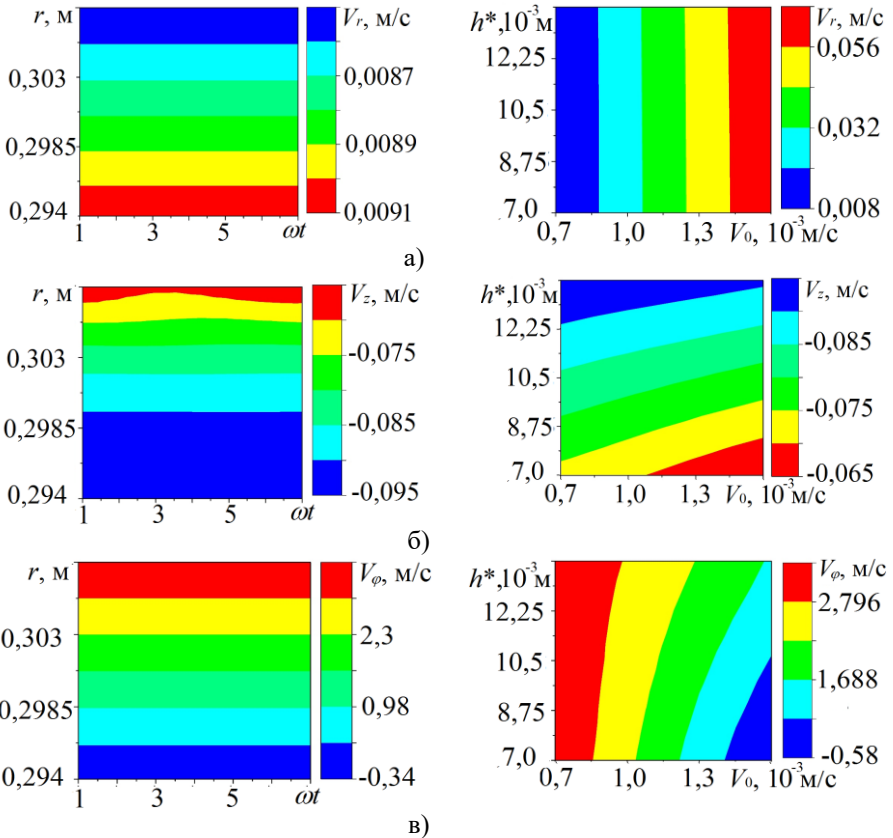 r, м
V_r, м/с
0,303
0,2985
0,294
1
3
5
ωt
0,0087
0,0089
0,0091
h*,10⁻³м
V_r, м/с
12,25
10,5
8,75
7,0
0,7
1,0
1,3
V₀, 10⁻³м/с
0,056
0,032
0,008
а)
r, м
V_z, м/с
0,303
0,2985
0,294
1
3
5
ωt
-0,075
-0,085
-0,095
h*,10⁻³м
V_z, м/с
12,25
10,5
8,75
7,0
0,7
1,0
1,3
V₀, 10⁻³м/с
-0,085
-0,075
-0,065
б)
r, м
V_φ, м/с
0,303
0,2985
0,294
1
3
5
ωt
2,3
0,98
-0,34
h*,10⁻³м
V_φ, м/с
12,25
10,5
8,75
7,0
0,7
1,0
1,3
V₀, 10⁻³м/с
2,796
1,688
-0,58
в)